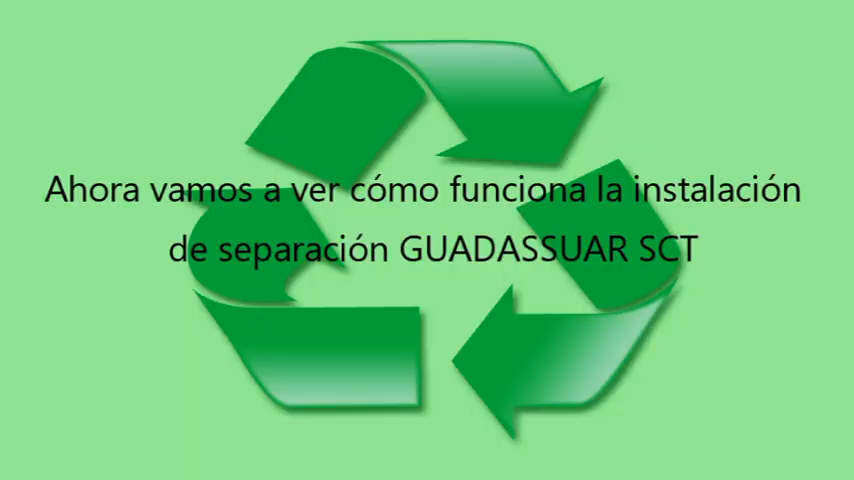 Ahora vamos a ver cómo funciona la instalación
de separación GUADASSUAR SCT